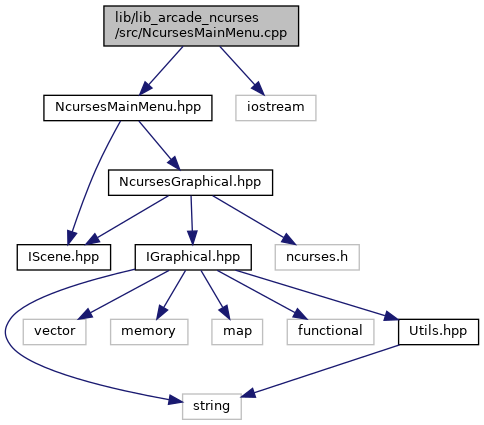 lib/lib_arcade_ncurses
/src/NcursesMainMenu.cpp
NcursesMainMenu.hpp
iostream
NcursesGraphical.hpp
IScene.hpp
IGraphical.hpp
ncurses.h
vector
memory
map
functional
Utils.hpp
string